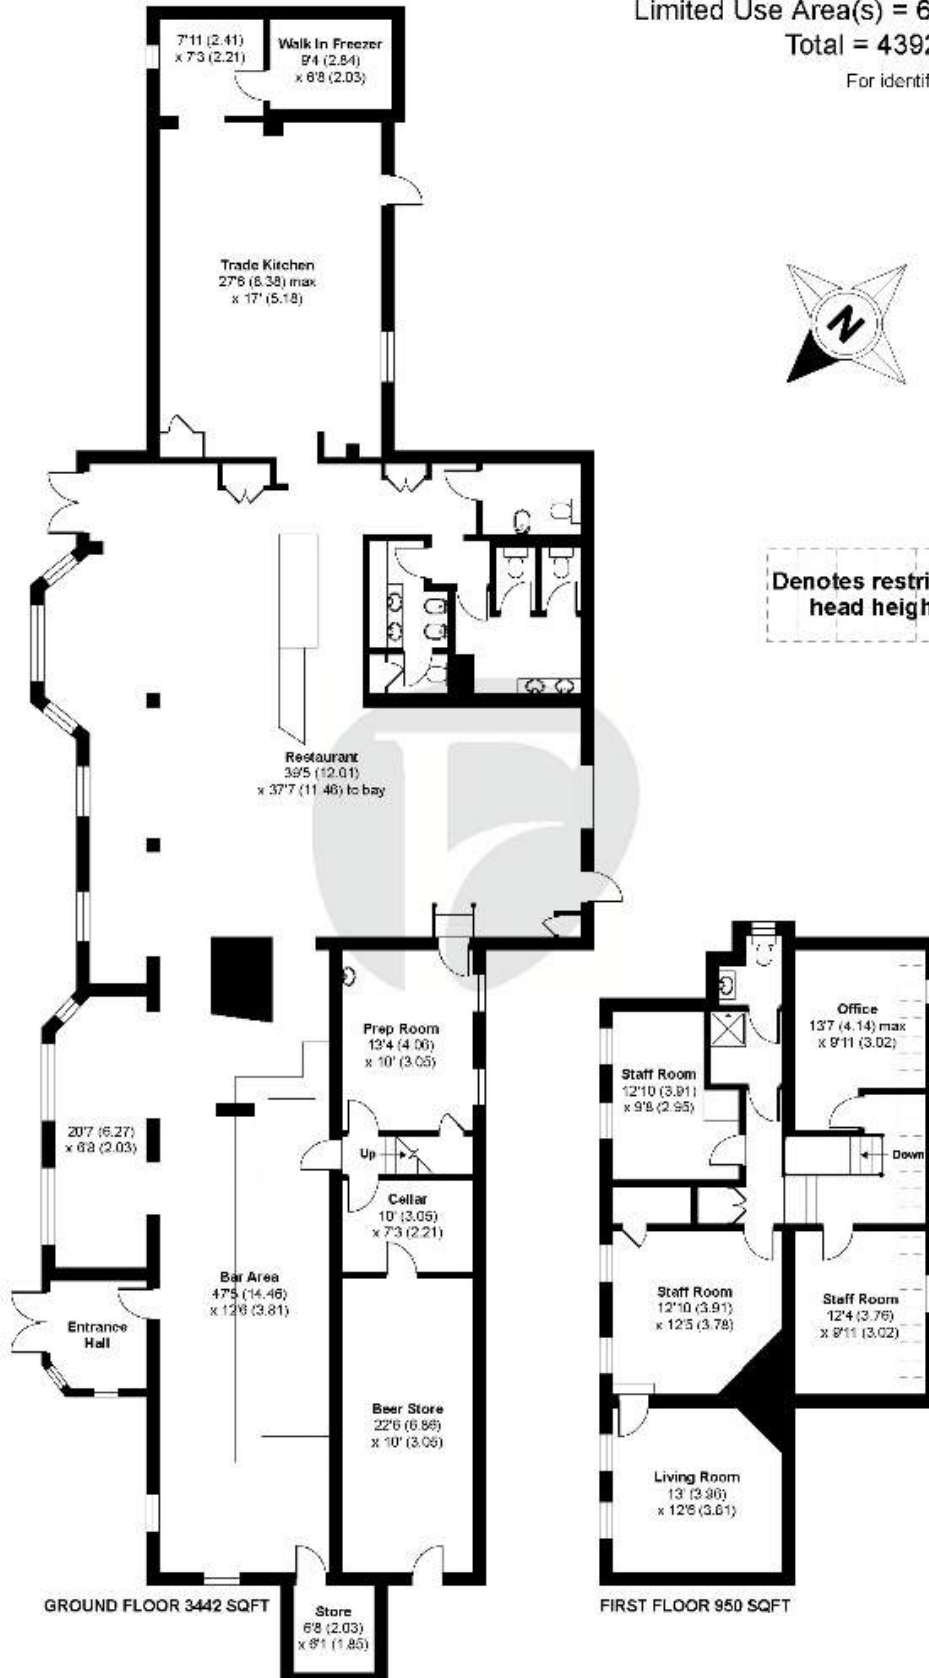 Limited Use Area(s) = 6
Total = 4392
For identif
7'11 (2.41)
x 7'3 (2.21)
Walk In Freezer
9'4 (2.84)
x 6'8 (2.03)
Trade Kitchen
27'6 (8.38) max
x 17' (5.18)
N
Denotes restri
head heigh
Restaurant
39'5 (12.01)
x 37'7 (11.46) to bay
Prep Room
13'4 (4.06)
x 10' (3.05)
Office
13'7 (4.14) max
x 9'11 (3.02)
Staff Room
12'10 (3.91)
x 9'8 (2.95)
20'7 (6.27)
x 6'8 (2.03)
Up
Down
Cellar
10' (3.05)
x 7'3 (2.21)
Bar Area
47'5 (14.46)
x 12'6 (3.81)
Entrance
Hall
Staff Room
12'10 (3.91)
x 12'5 (3.78)
Staff Room
12'4 (3.76)
x 9'11 (3.02)
Beer Store
22'6 (6.86)
x 10' (3.05)
Living Room
13' (3.96)
x 12'6 (3.81)
GROUND FLOOR 3442 SQFT
FIRST FLOOR 950 SQFT
Store
6'8 (2.03)
x 6'1 (1.85)